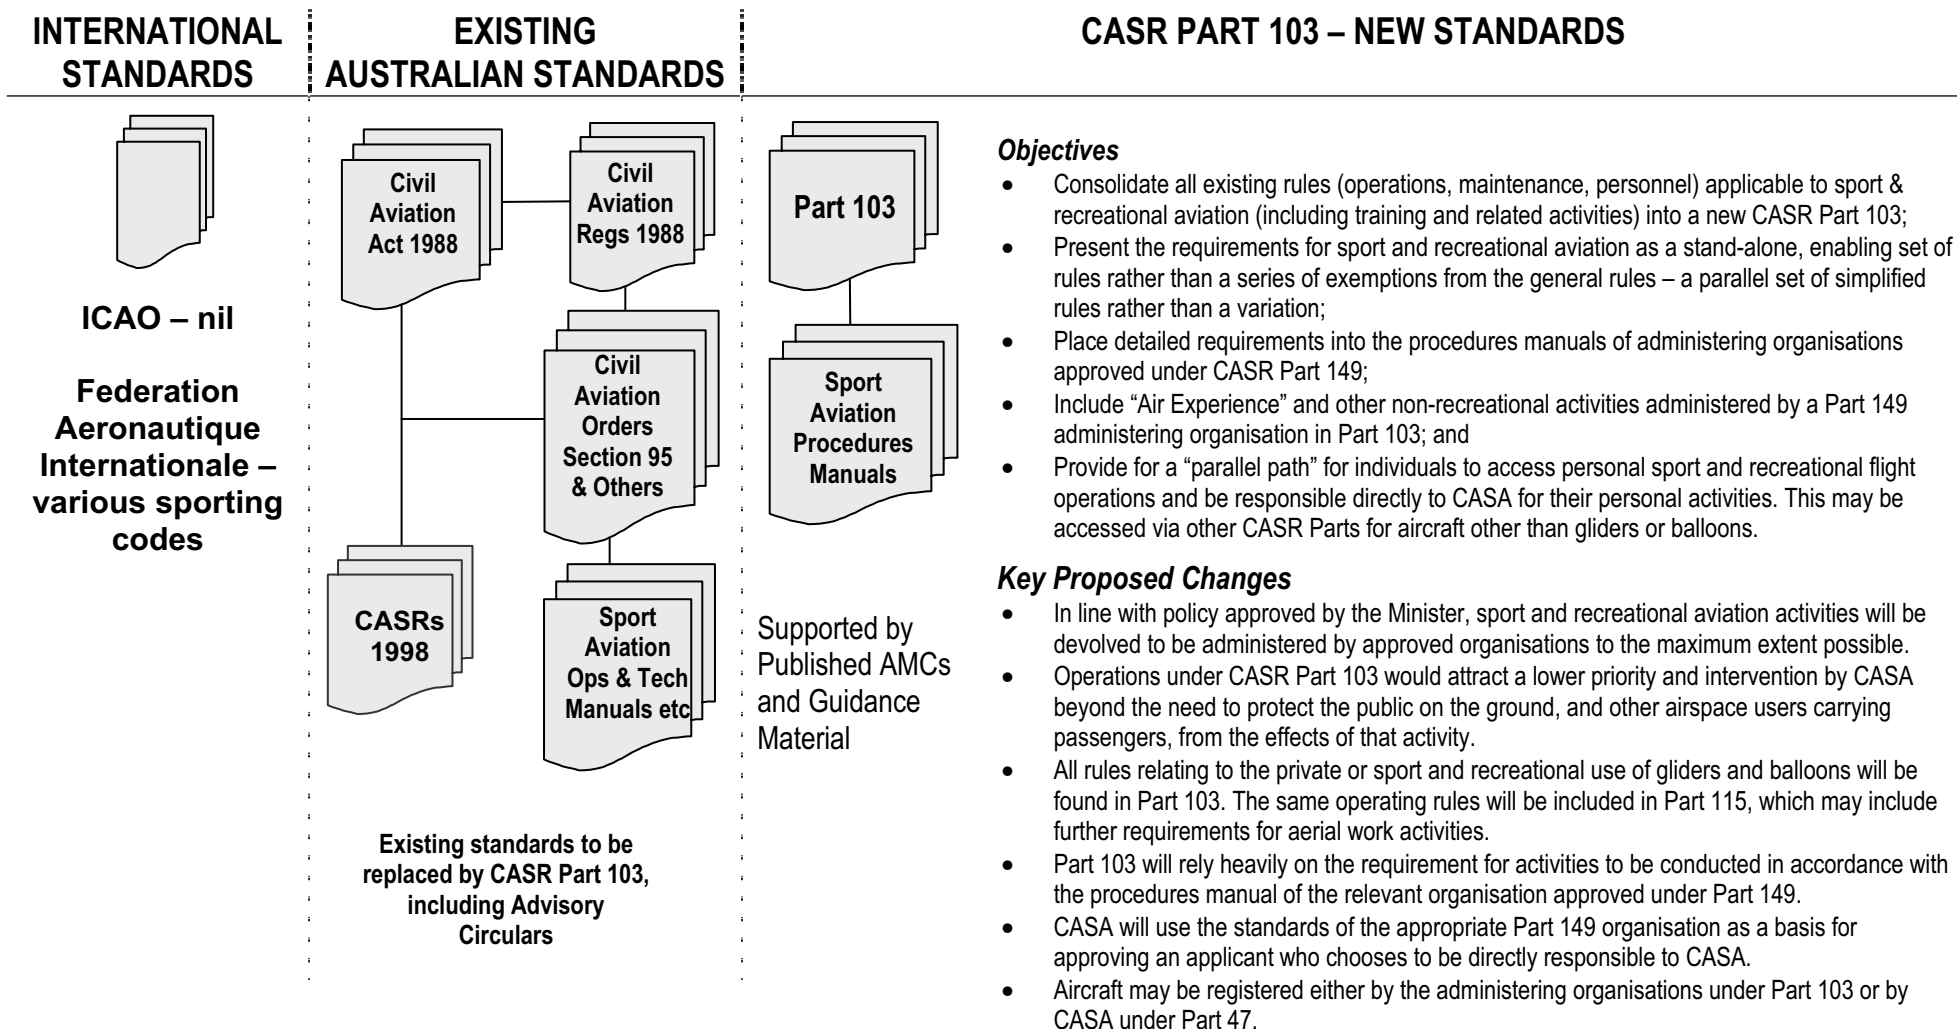 INTERNATIONAL
STANDARDS
EXISTING
AUSTRALIAN STANDARDS
CASR PART 103 – NEW STANDARDS
ICAO – nil
Federation
Aeronautique
Internationale –
various sporting
codes
Civil
Aviation
Act 1988
Civil
Aviation
Regs 1988
Civil
Aviation
Orders
Section 95
& Others
CASRs
1998
Sport
Aviation
Ops & Tech
Manuals etc
Existing standards to be
replaced by CASR Part 103,
including Advisory
Circulars
Part 103
Sport
Aviation
Procedures
Manuals
Supported by
Published AMCs
and Guidance
Material
Objectives
• Consolidate all existing rules (operations, maintenance, personnel) applicable to sport &
recreational aviation (including training and related activities) into a new CASR Part 103;
• Present the requirements for sport and recreational aviation as a stand-alone, enabling set of
rules rather than a series of exemptions from the general rules – a parallel set of simplified
rules rather than a variation;
• Place detailed requirements into the procedures manuals of administering organisations
approved under CASR Part 149;
• Include “Air Experience” and other non-recreational activities administered by a Part 149
administering organisation in Part 103; and
• Provide for a “parallel path” for individuals to access personal sport and recreational flight
operations and be responsible directly to CASA for their personal activities. This may be
accessed via other CASR Parts for aircraft other than gliders or balloons.
Key Proposed Changes
• In line with policy approved by the Minister, sport and recreational aviation activities will be
devolved to be administered by approved organisations to the maximum extent possible.
• Operations under CASR Part 103 would attract a lower priority and intervention by CASA
beyond the need to protect the public on the ground, and other airspace users carrying
passengers, from the effects of that activity.
• All rules relating to the private or sport and recreational use of gliders and balloons will be
found in Part 103. The same operating rules will be included in Part 115, which may include
further requirements for aerial work activities.
• Part 103 will rely heavily on the requirement for activities to be conducted in accordance with
the procedures manual of the relevant organisation approved under Part 149.
• CASA will use the standards of the appropriate Part 149 organisation as a basis for
approving an applicant who chooses to be directly responsible to CASA.
• Aircraft may be registered either by the administering organisations under Part 103 or by
CASA under Part 47.